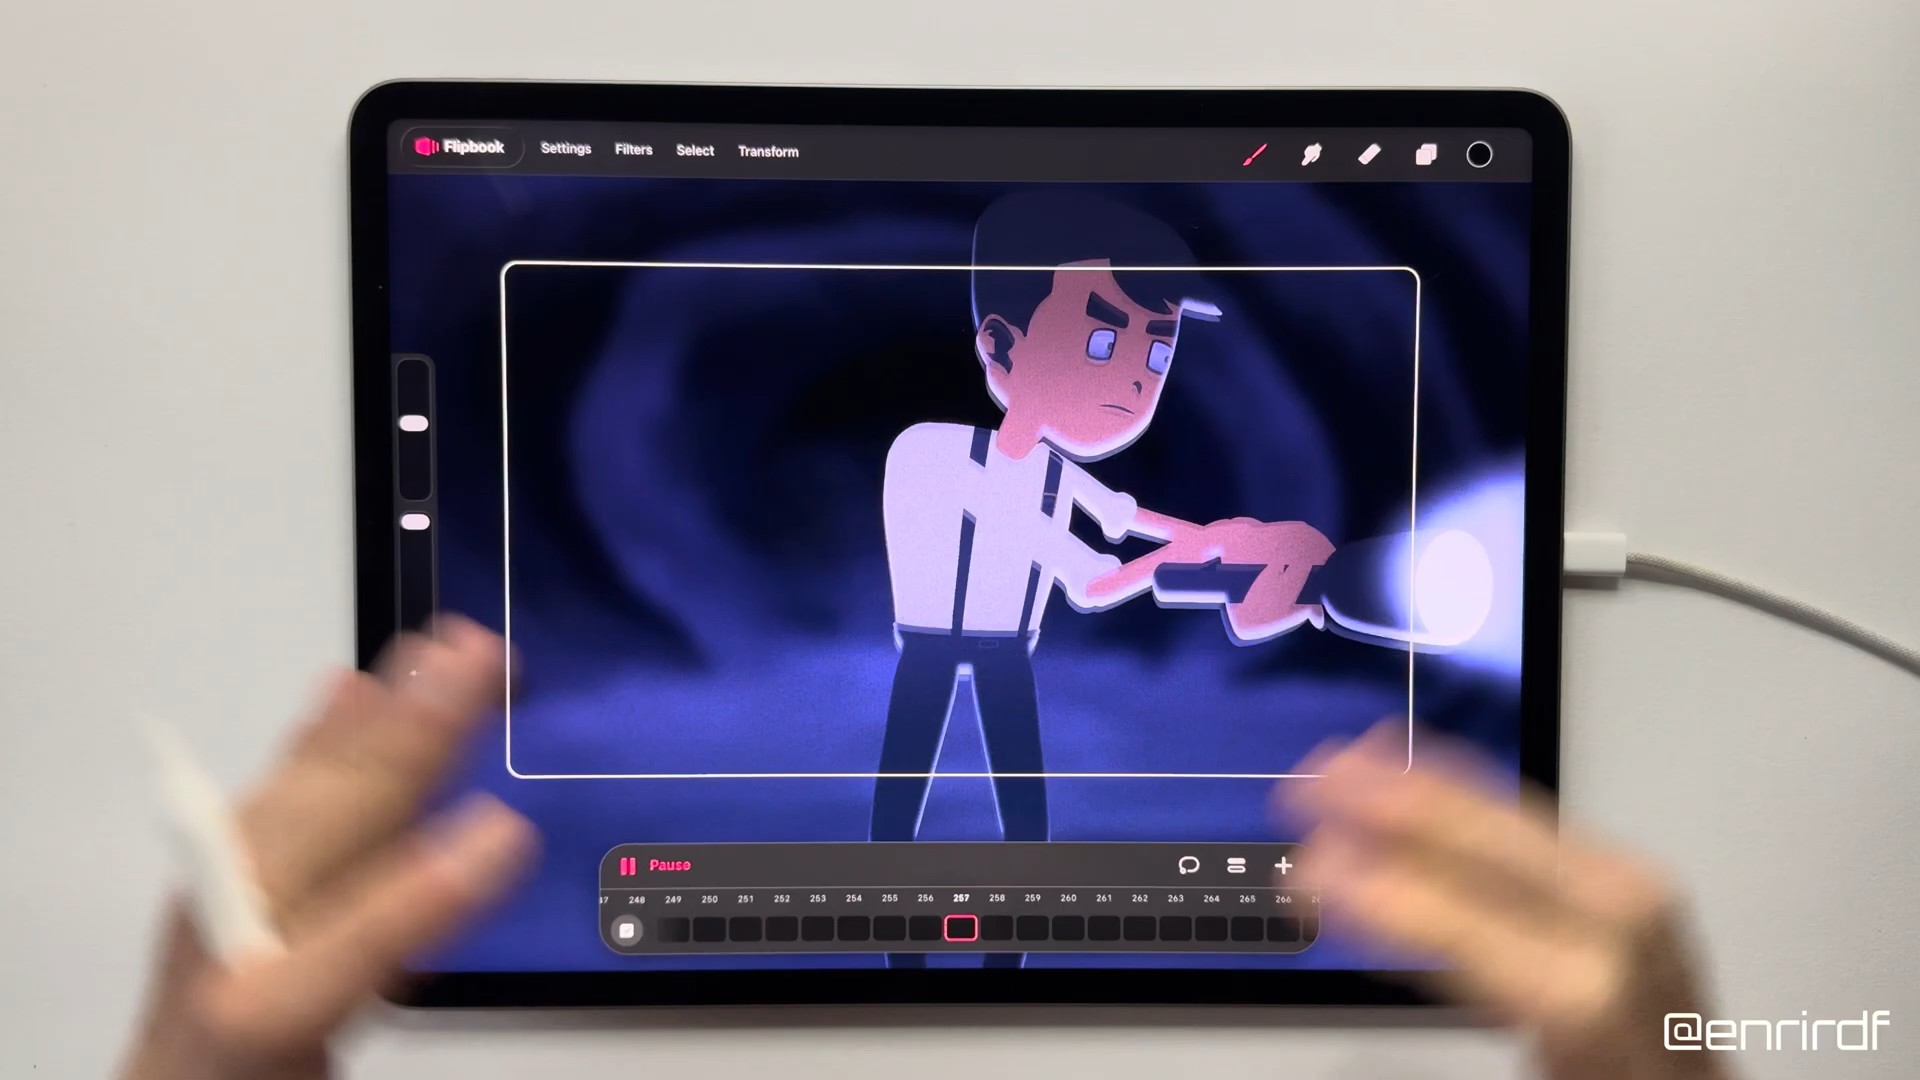 Flipbook Settings Filters Select Transform
Pause
248 249 250 251 252 253 254 255 256 257 258 259 260 261 262 263 264 265 266
@enrirdf